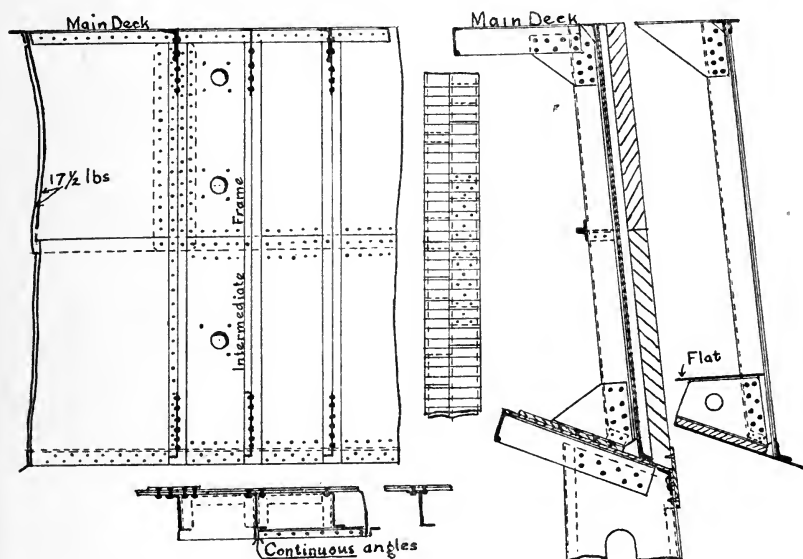 Main Deck
17½ lbs
Frame
Intermediate
Continuous angles
Main Deck
Flat